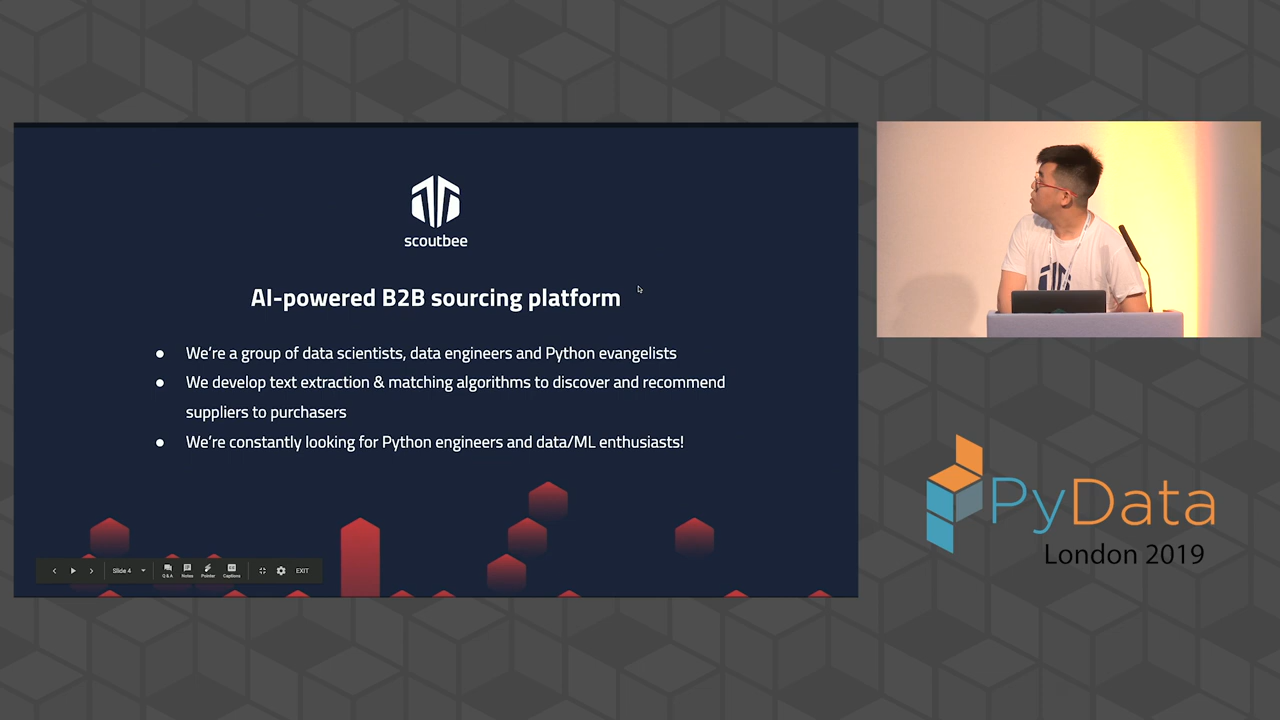 scoutbee
AI-powered B2B sourcing platform
● We're a group of data scientists, data engineers and Python evangelists
● We develop text extraction & matching algorithms to discover and recommend
suppliers to purchasers
● We're constantly looking for Python engineers and data/ML enthusiasts!
Slide 4
Q & A
Notes
Pointer
Captions
EXIT
PyData
London 2019